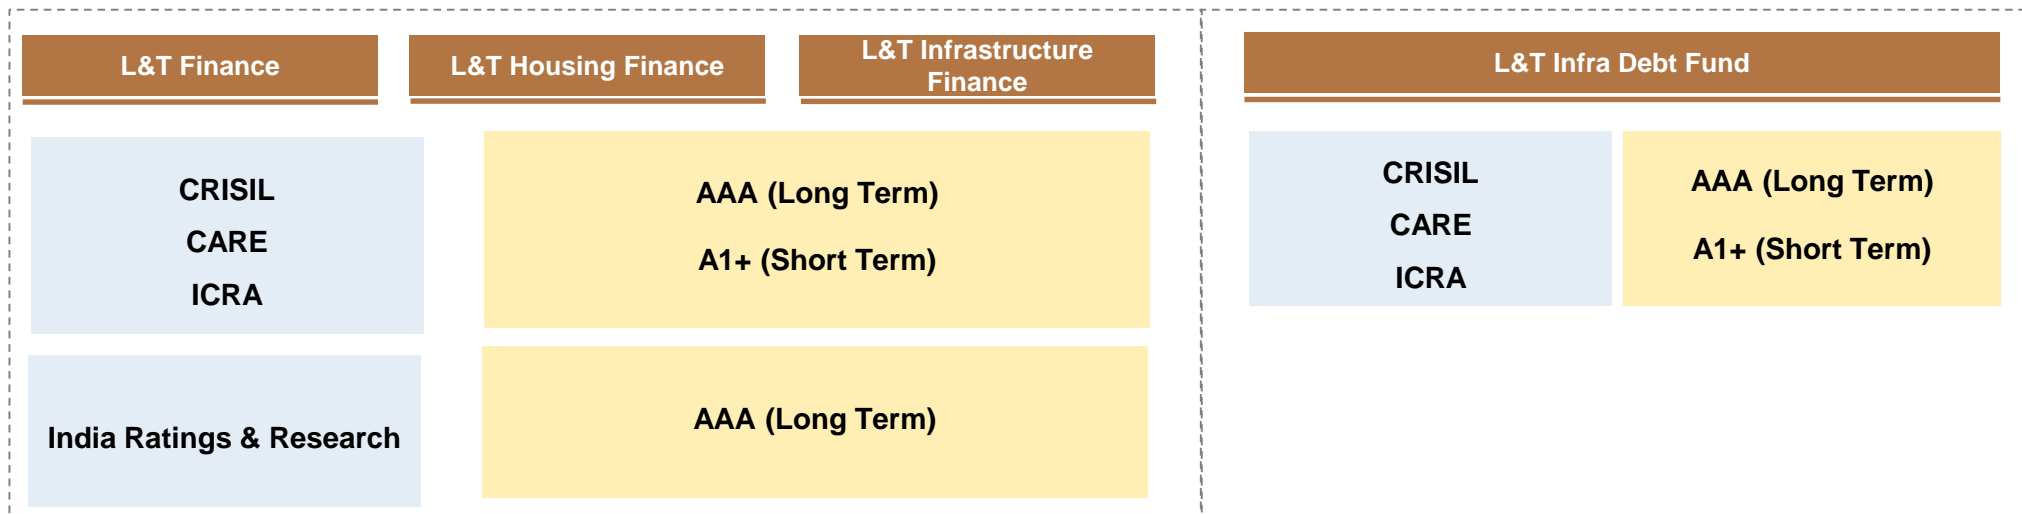 L&T Finance
L&T Housing Finance
L&T Infrastructure
Finance
CRISIL
CARE
ICRA
AAA (Long Term)
A1+ (Short Term)
India Ratings & Research
AAA (Long Term)
L&T Infra Debt Fund
CRISIL
CARE
ICRA
AAA (Long Term)
A1+ (Short Term)